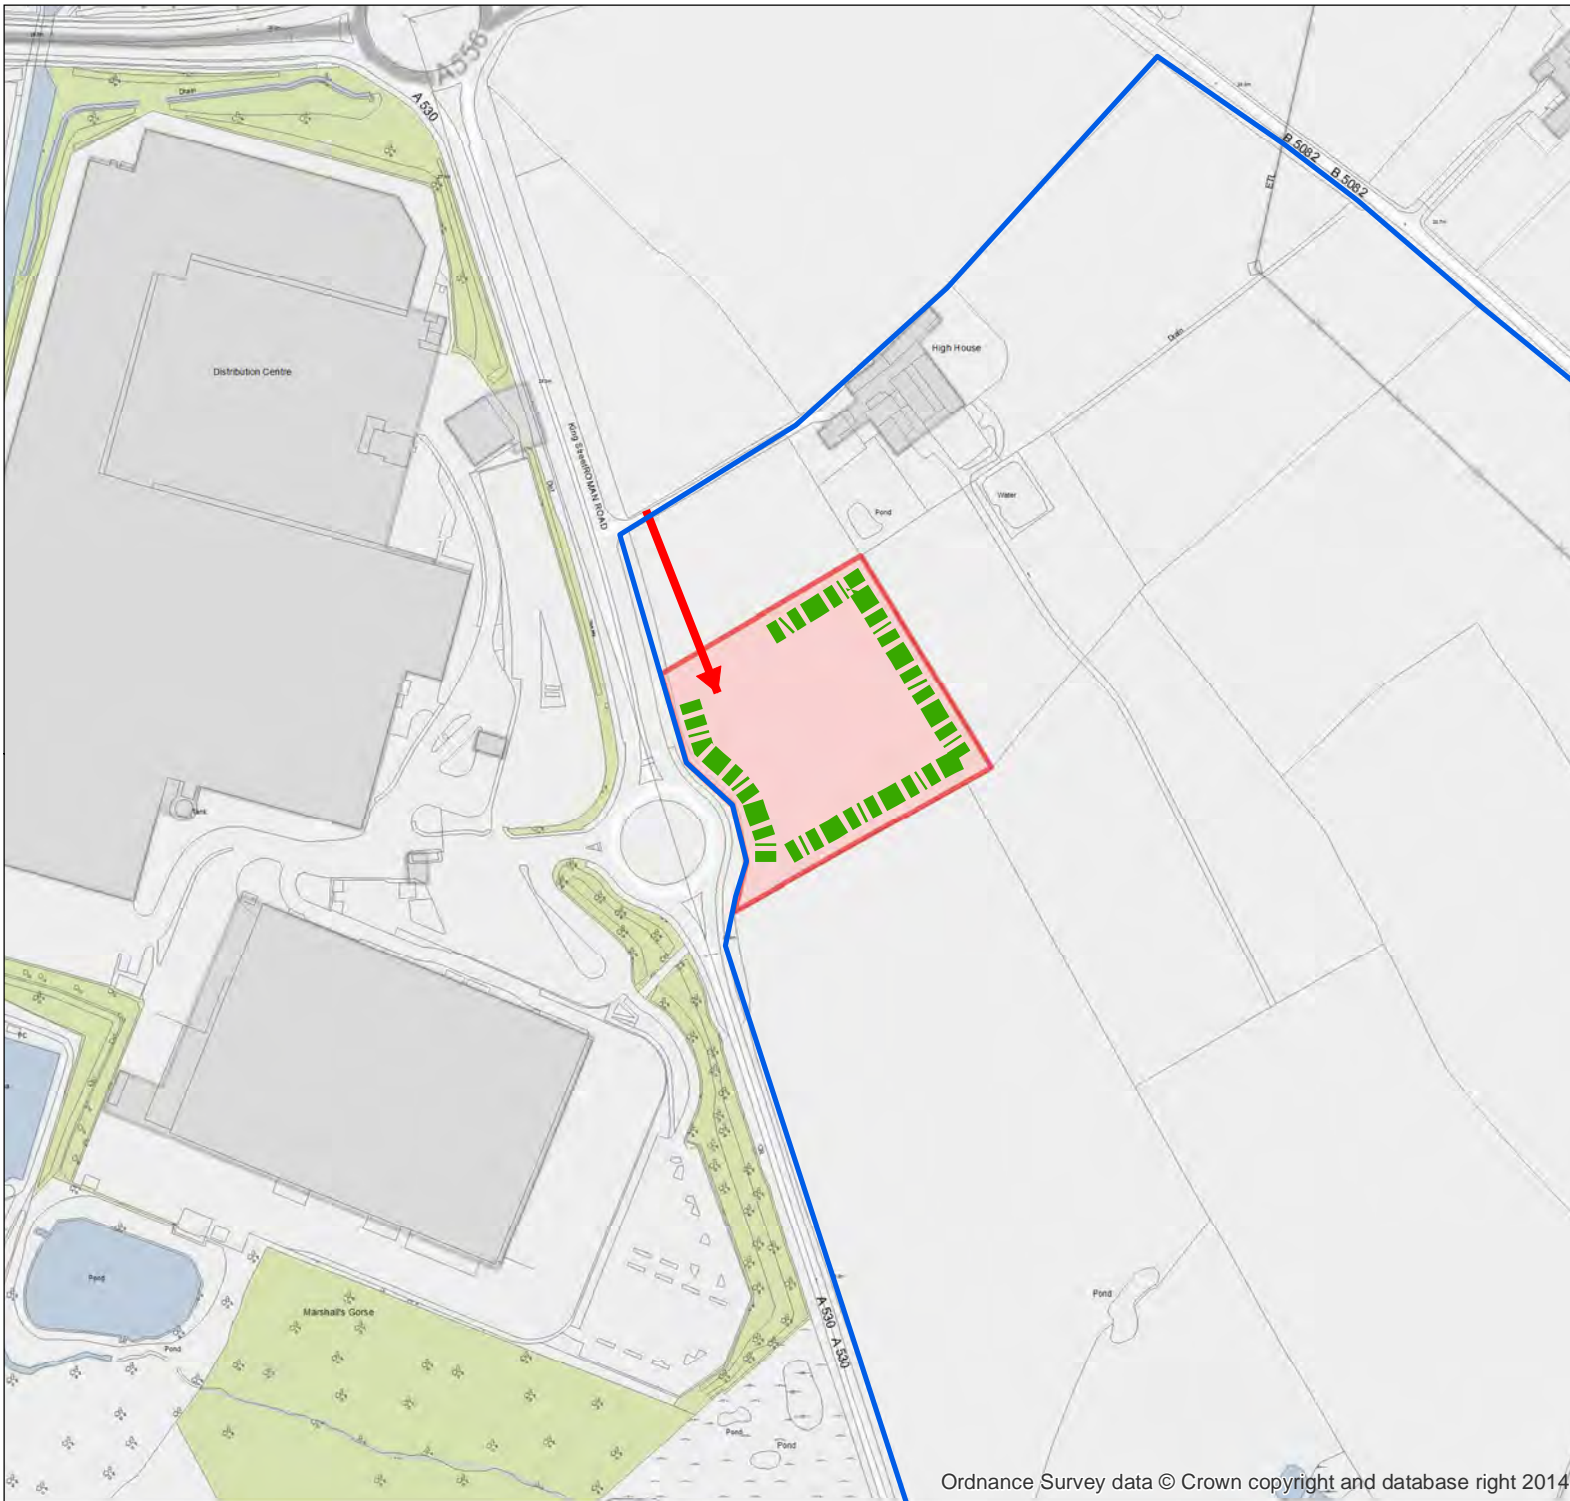 A556
A 530
Drain
B 5082
B 5082
ETL
Drain
High House
Distribution Centre
King Street ROMAN ROAD
Water
Pond
Tank
Pond
Marshall's Gorse
Pond
Pond
A 530
A 530
Pond
Pond
Ordnance Survey data © Crown copyright and database right 2014